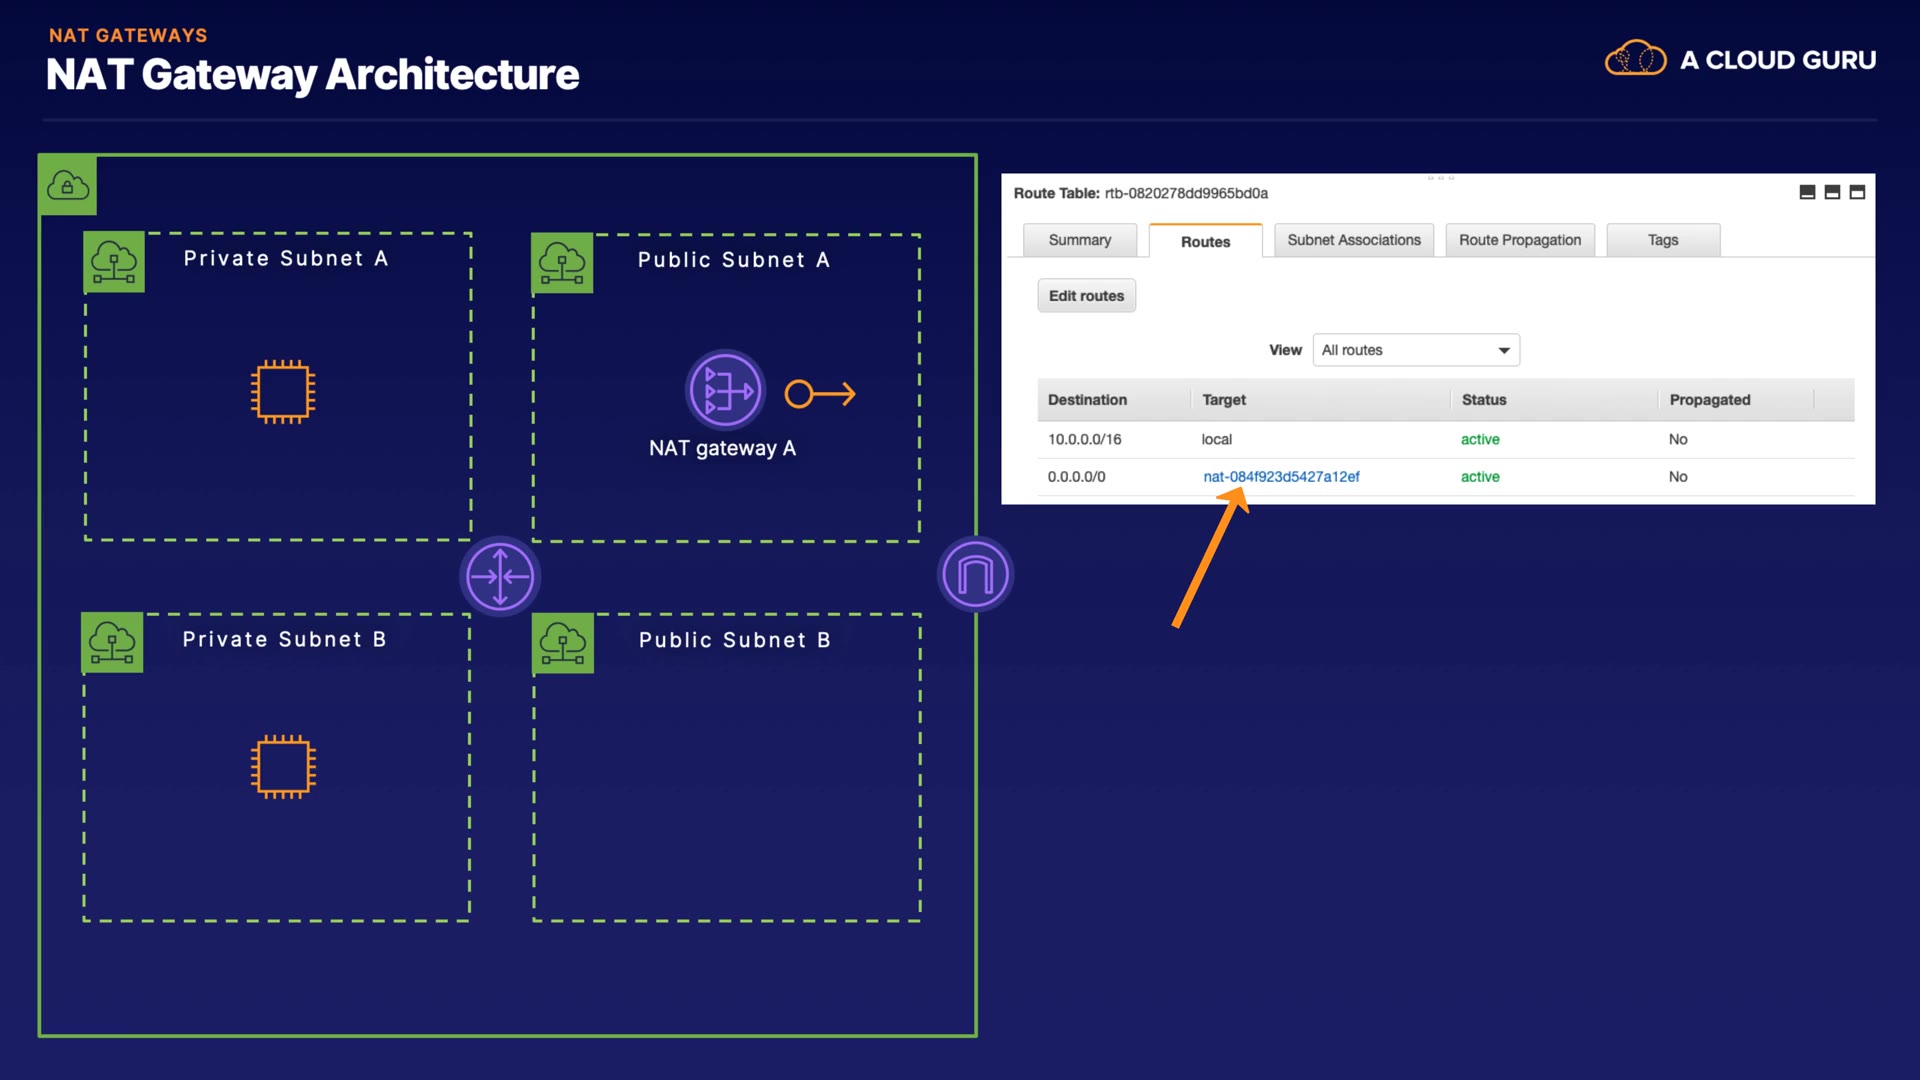 NAT GATEWAYS
NAT Gateway Architecture
A CLOUD GURU
Private Subnet A
Public Subnet A
NAT gateway A
Private Subnet B
Public Subnet B
Route Table: rtb-0820278dd9965bd0a
Summary Routes Subnet Associations Route Propagation Tags
Edit routes
View All routes
Destination Target Status Propagated
10.0.0.0/16 local active No
0.0.0.0/0 nat-084f923d5427a12ef active No